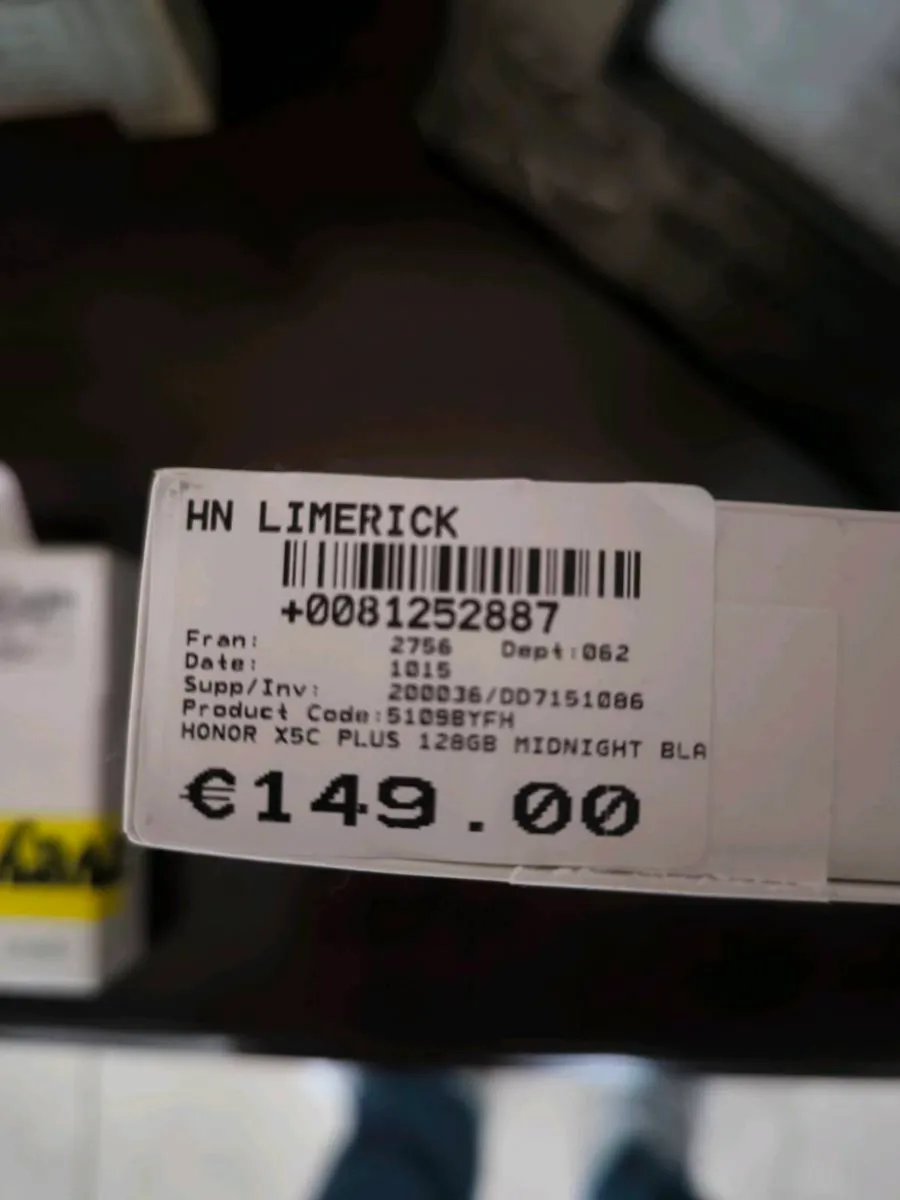 HN LIMERICK
+0081252887
Fran: 2756 Dept:062
Date: 1015
Supp/Inv: 200036/DD7151086
Product Code:5109BYFH
HONOR X5C PLUS 128GB MIDNIGHT BLA
€149.00